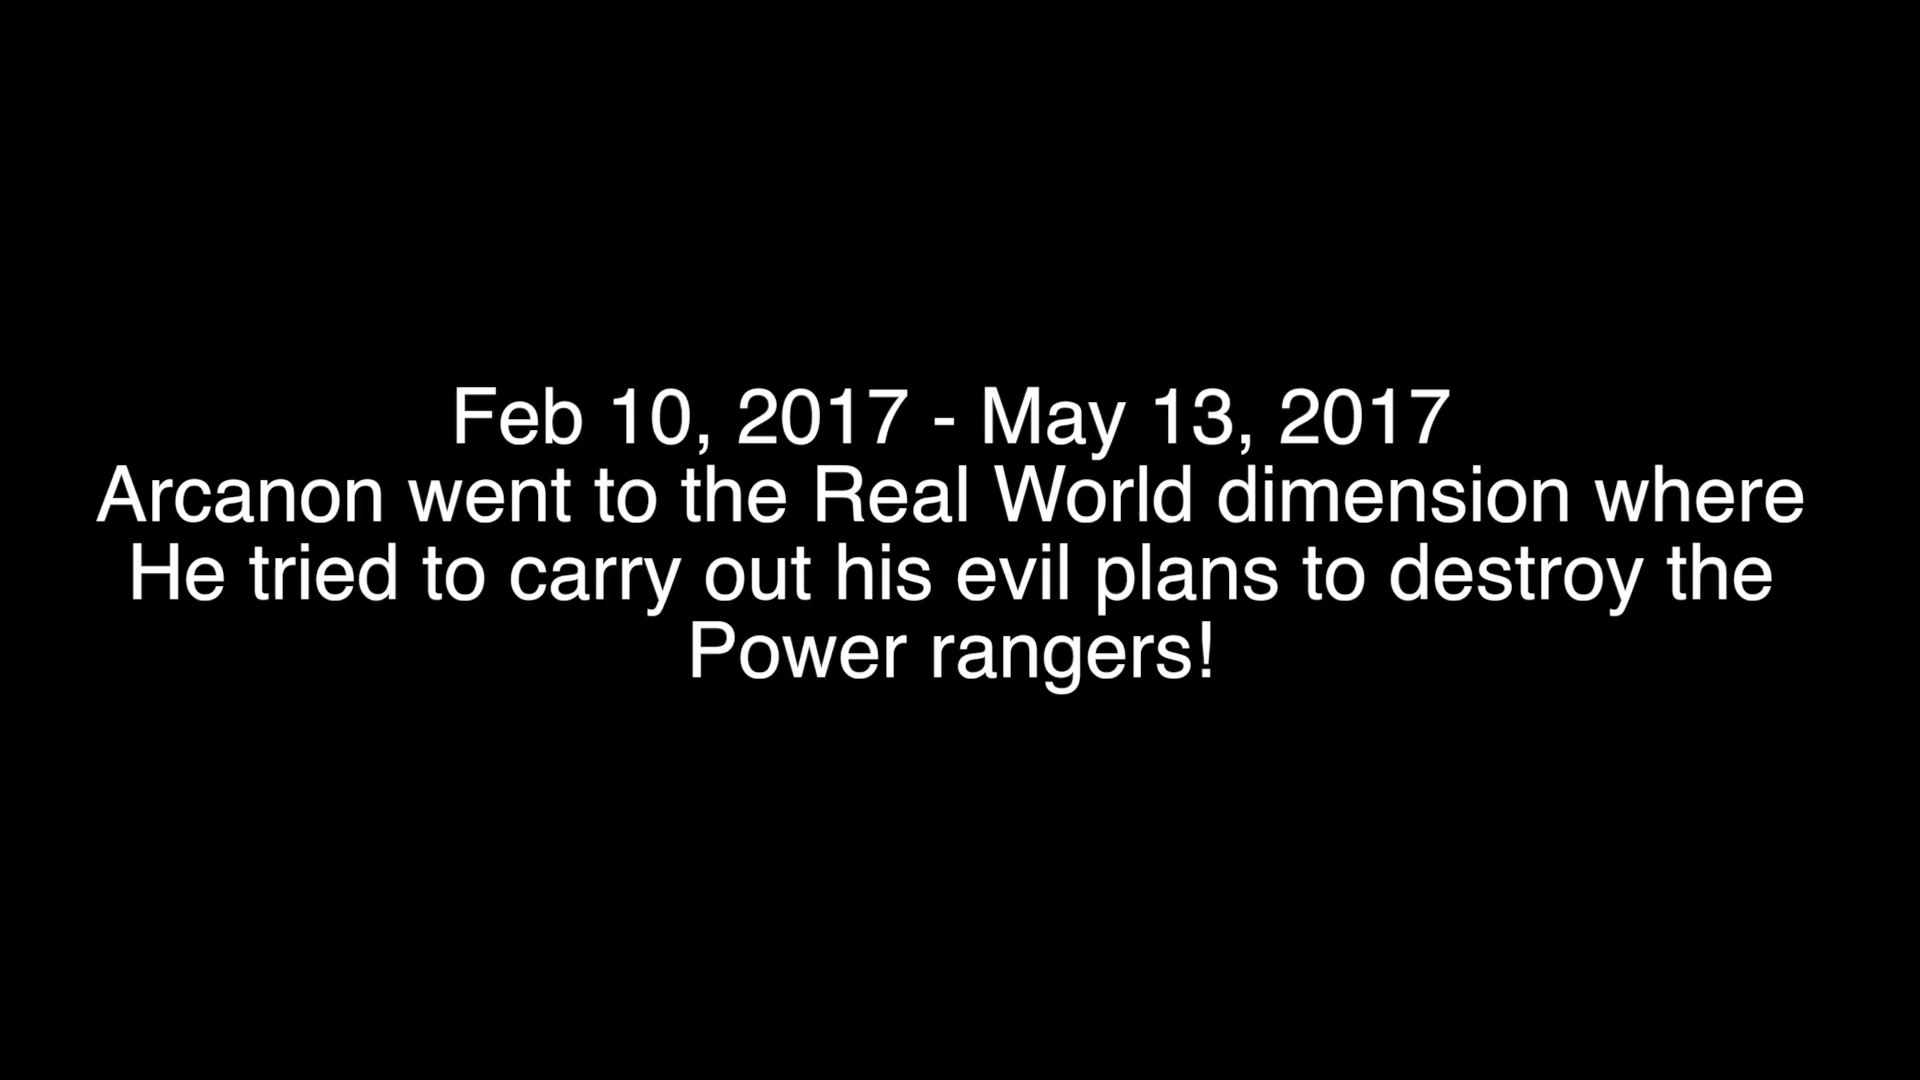 Feb 10, 2017 - May 13, 2017
Arcanon went to the Real World dimension where
He tried to carry out his evil plans to destroy the
Power rangers!